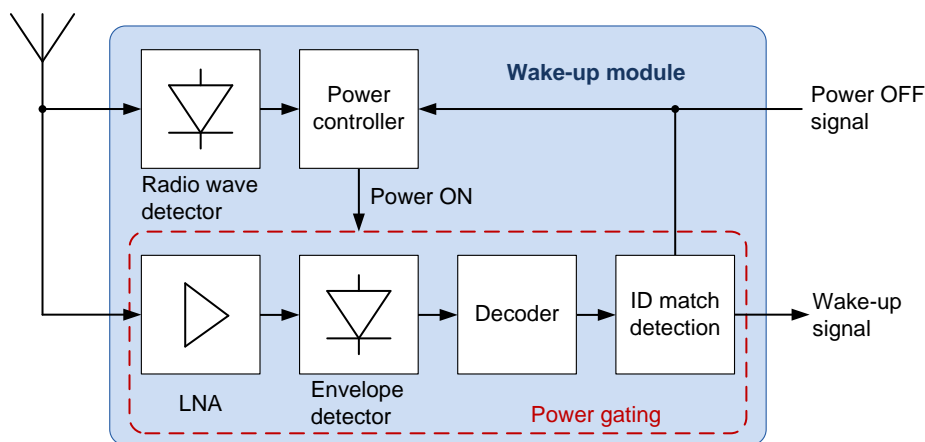 Wake-up module
Power
controller
Power OFF
signal
Radio wave
detector
Power ON
Decoder
ID match
detection
Wake-up
signal
LNA
Envelope
detector
Power gating